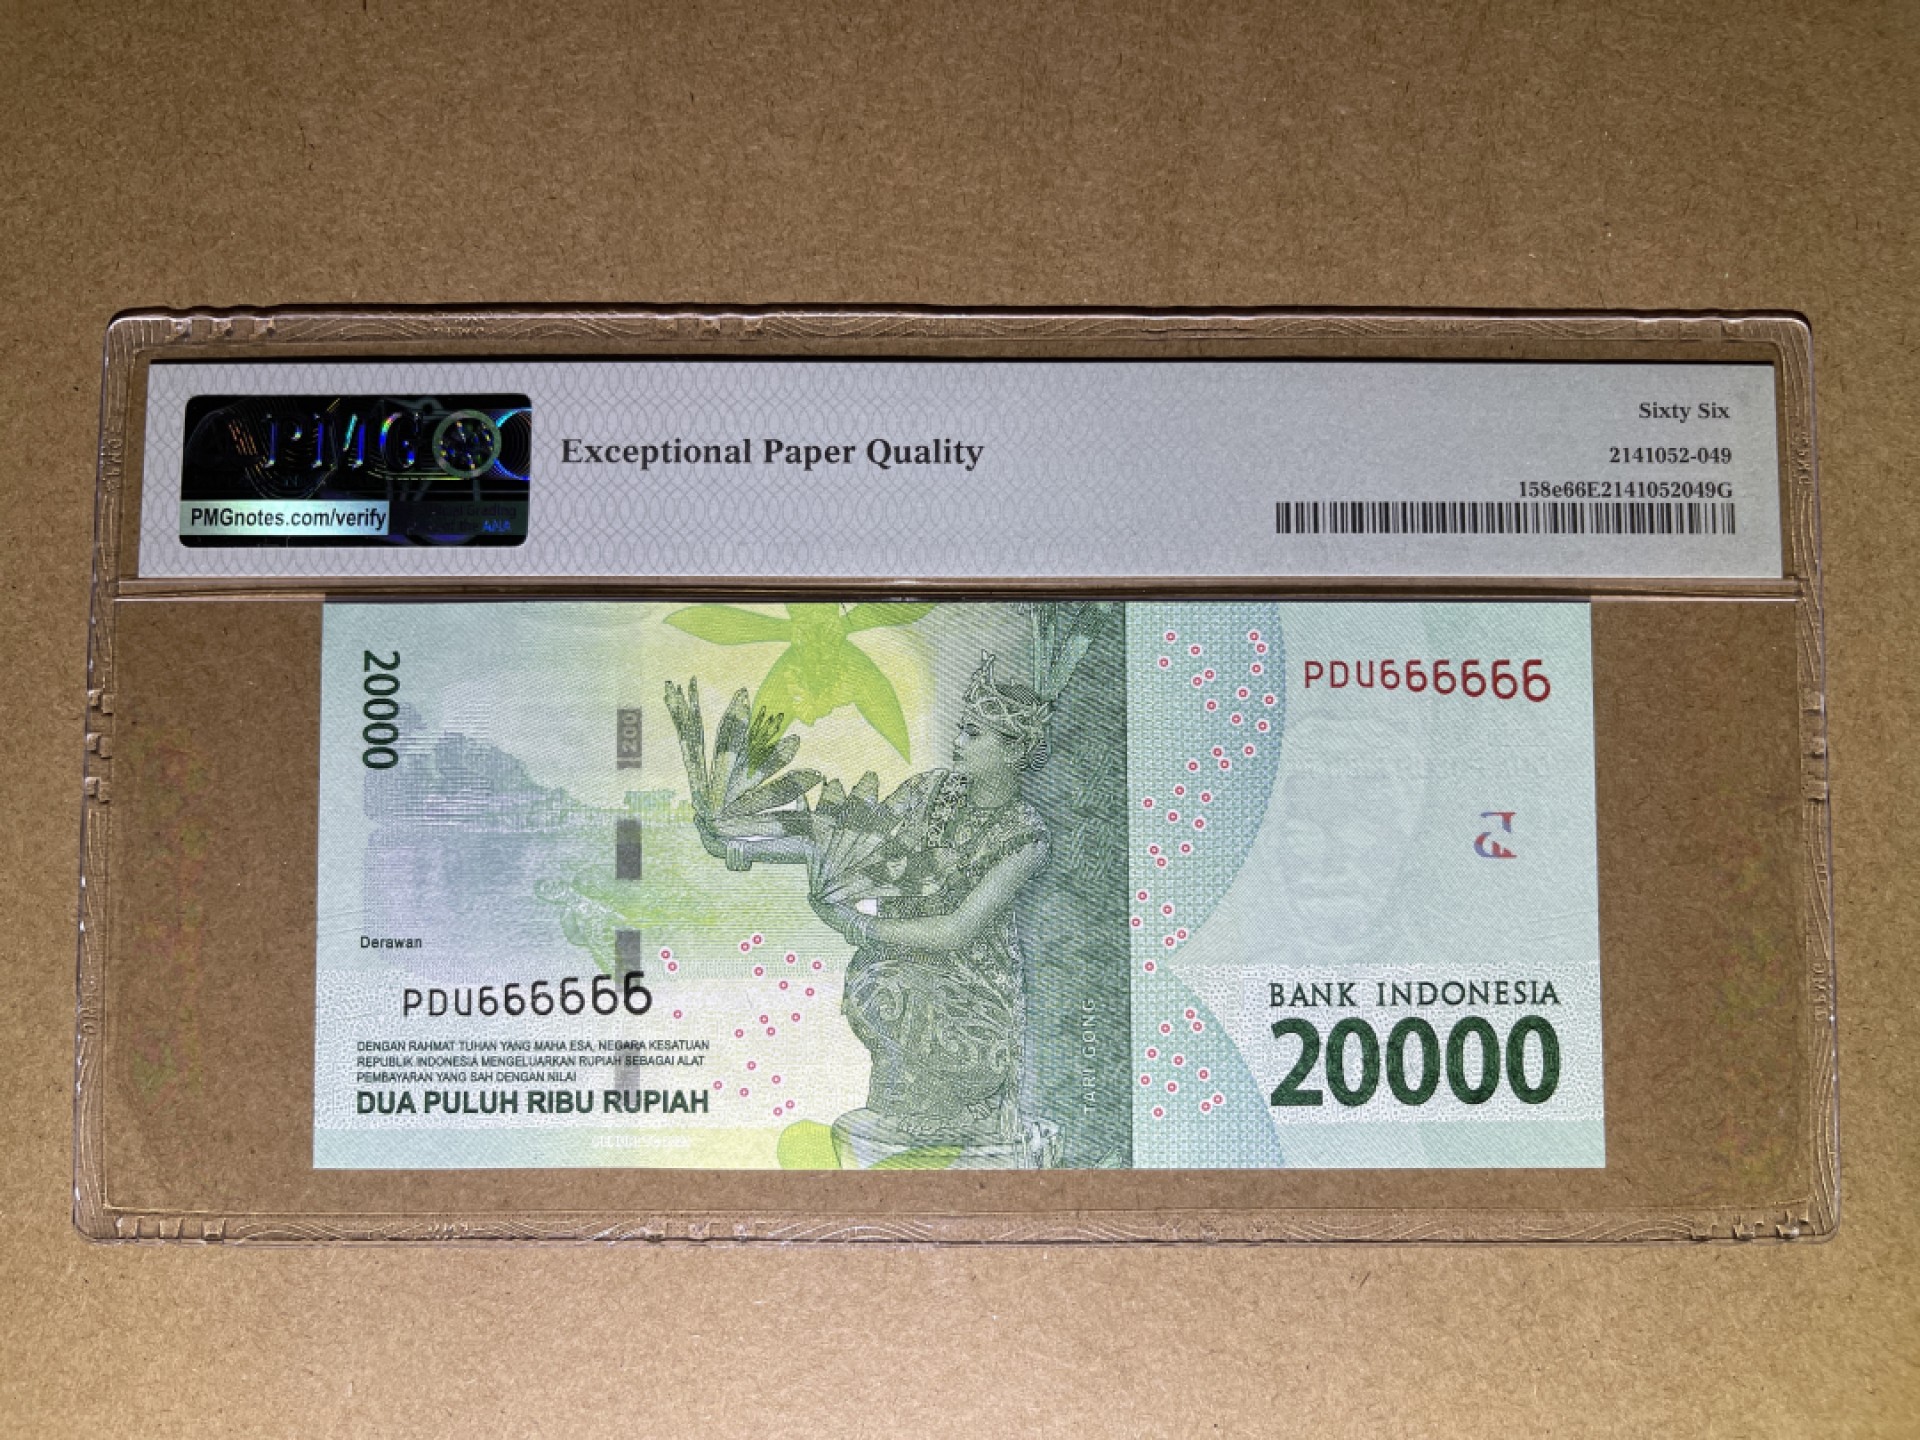 PMG
PMGnotes.com/verify
Exceptional Paper Quality
Sixty Six
2141052-049
158e66E2141052049G
20000
PDU666666
Derawan
PDU666666
DENGAN RAHMAT TUHAN YANG MAHA ESA, NEGARA KESATUAN
REPUBLIK INDONESIA MENGELUARKAN RUPIAH SEBAGAI ALAT
PEMBAYARAN YANG SAH DENGAN NILAI
DUA PULUH RIBU RUPIAH
TARI GONG
BANK INDONESIA
20000